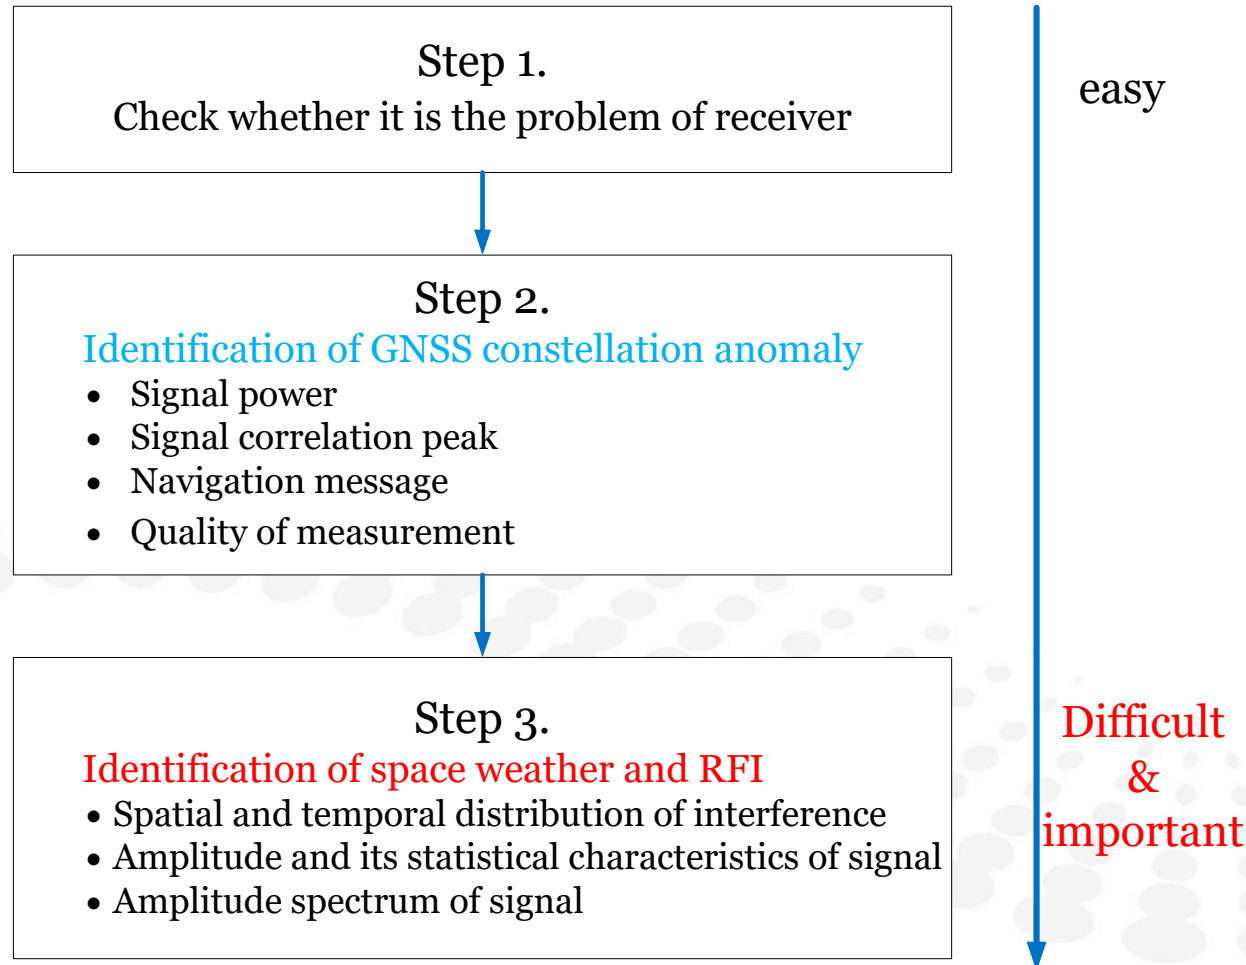 Step 1.
Check whether it is the problem of receiver
easy
Step 2.
Identification of GNSS constellation anomaly
• Signal power
• Signal correlation peak
• Navigation message
• Quality of measurement
Step 3.
Identification of space weather and RFI
• Spatial and temporal distribution of interference
• Amplitude and its statistical characteristics of signal
• Amplitude spectrum of signal
Difficult
&
important